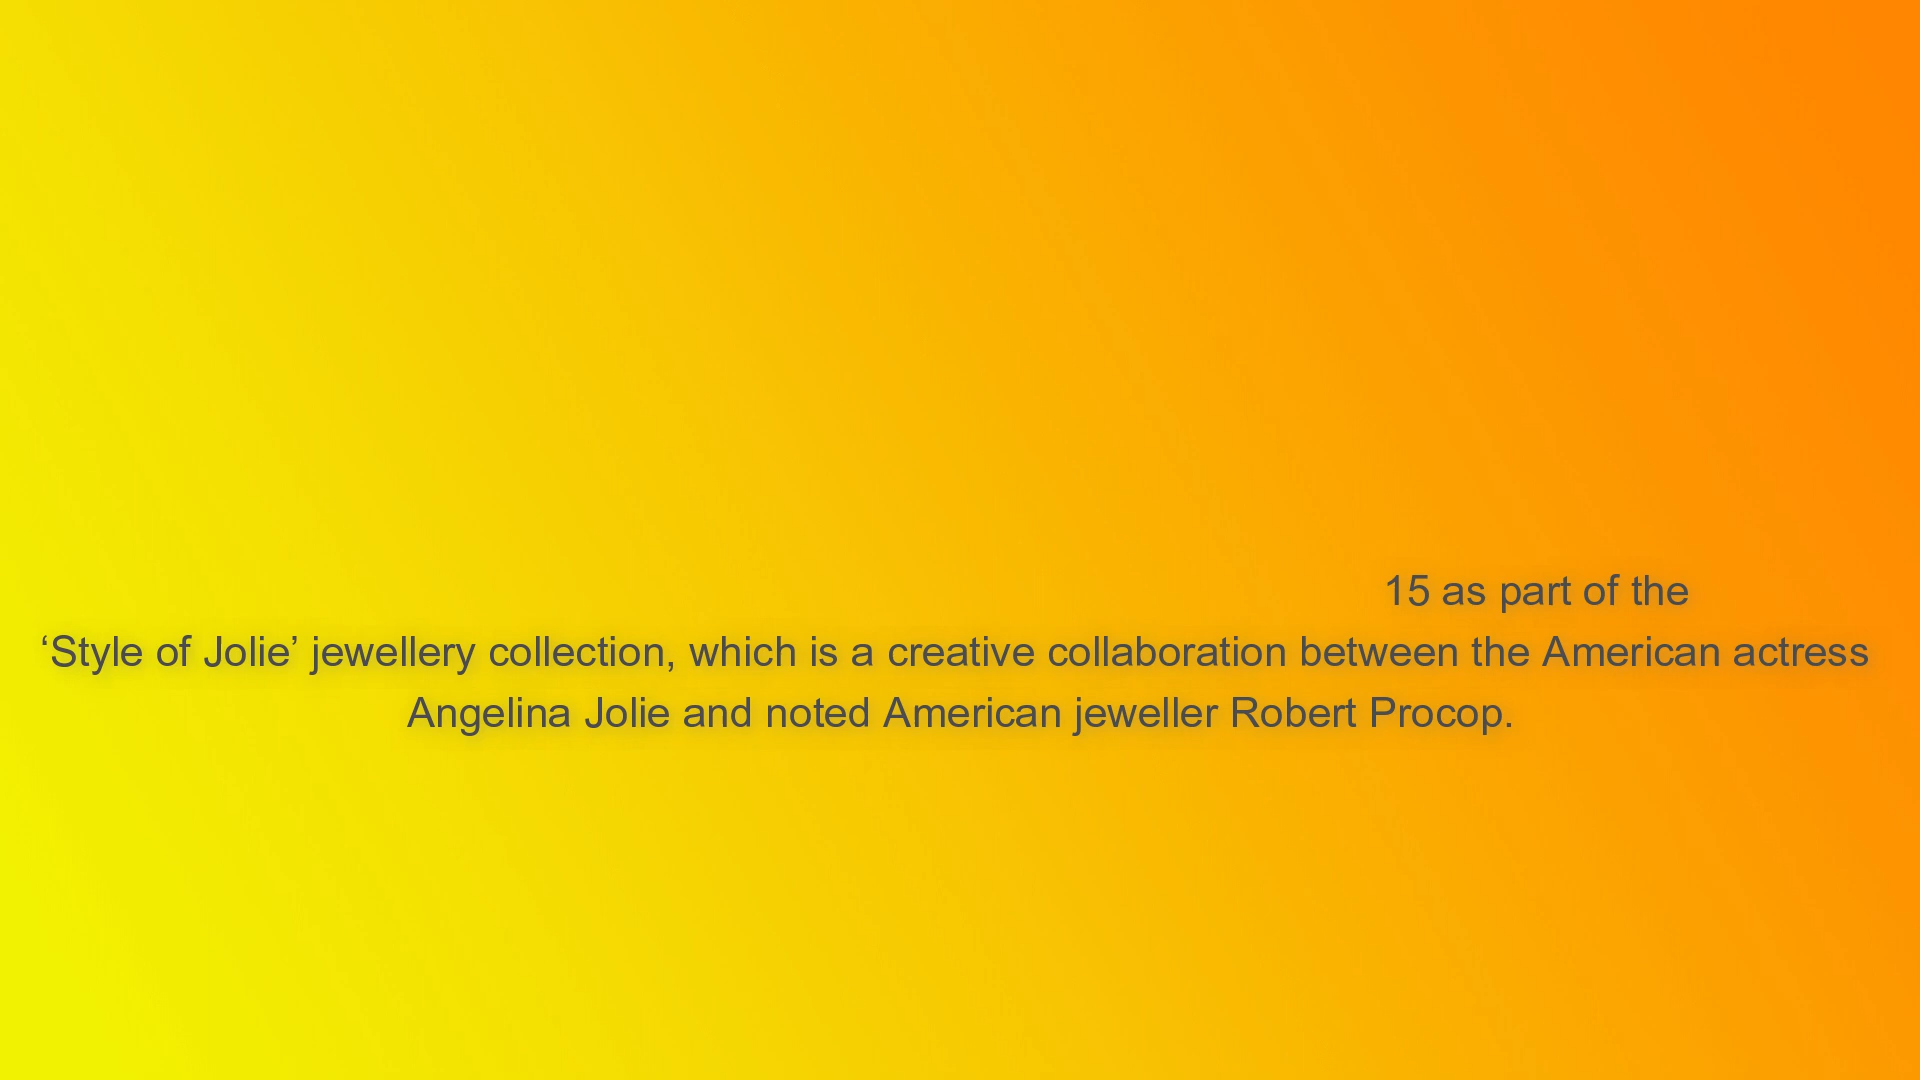 15 as part of the
‘Style of Jolie’ jewellery collection, which is a creative collaboration between the American actress
Angelina Jolie and noted American jeweller Robert Procop.